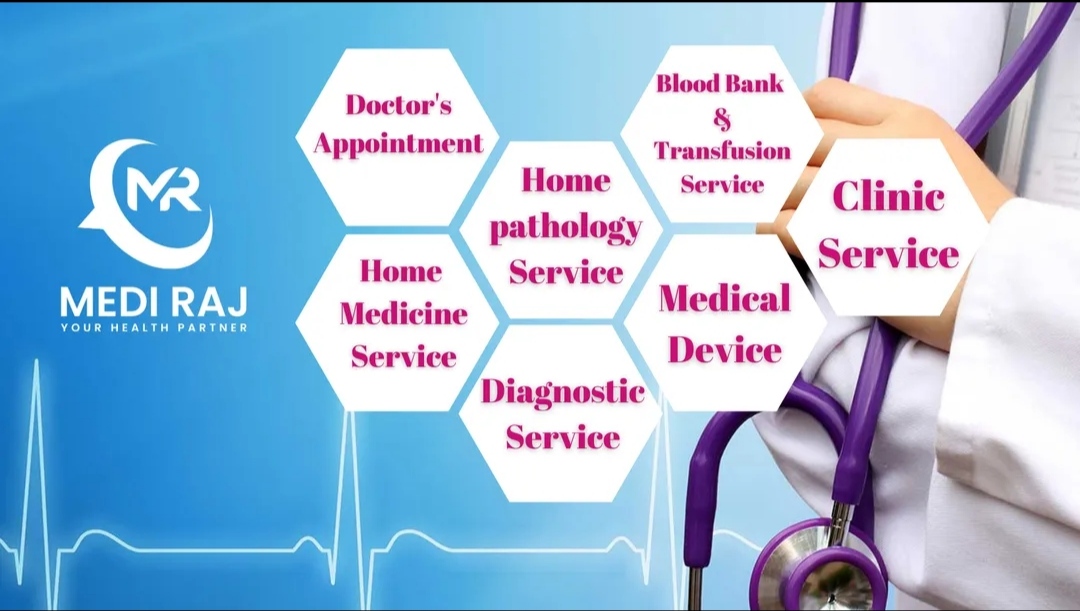 MR
MEDI RAJ
YOUR HEALTH PARTNER
Doctor's
Appointment
Home
Medicine
Service
Home
pathology
Service
Diagnostic
Service
Blood Bank
&
Transfusion
Service
Medical
Device
Clinic
Service